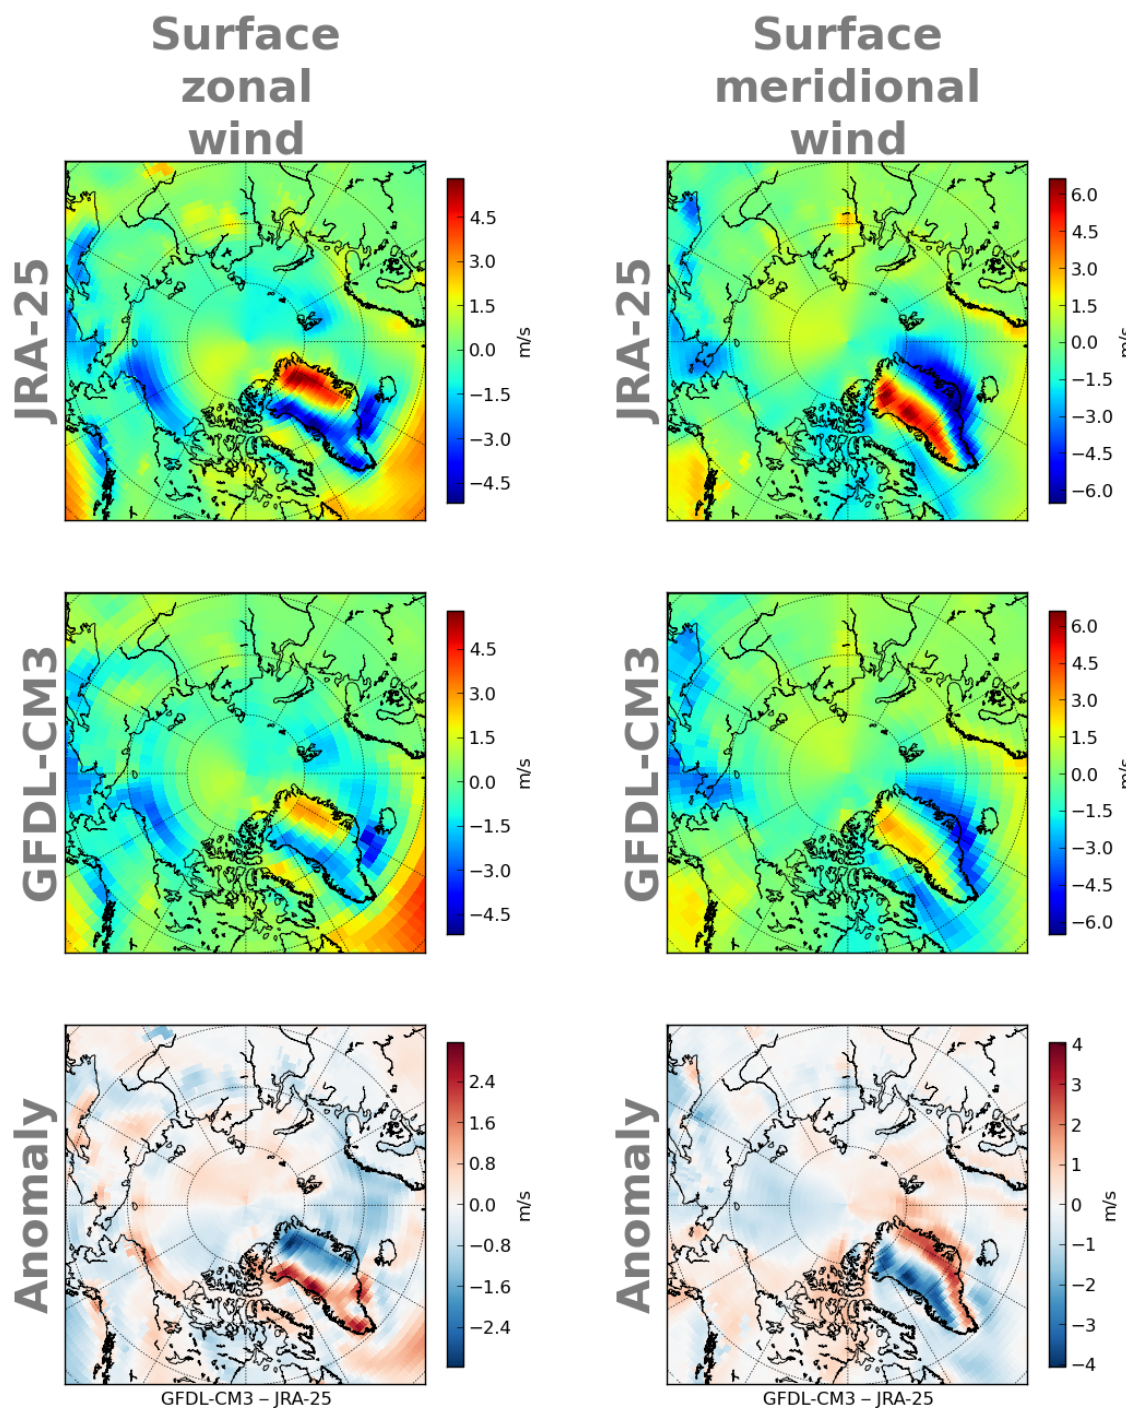 Surface
zonal
wind
Surface
meridional
wind
JRA-25
4.5
3.0
1.5
0.0
−1.5
−3.0
−4.5
m/s
JRA-25
6.0
4.5
3.0
1.5
0.0
−1.5
−3.0
−4.5
−6.0
m/s
GFDL-CM3
4.5
3.0
1.5
0.0
−1.5
−3.0
−4.5
m/s
GFDL-CM3
6.0
4.5
3.0
1.5
0.0
−1.5
−3.0
−4.5
−6.0
m/s
Anomaly
2.4
1.6
0.8
0.0
−0.8
−1.6
−2.4
m/s
GFDL-CM3 – JRA-25
Anomaly
4
3
2
1
0
−1
−2
−3
−4
m/s
GFDL-CM3 – JRA-25